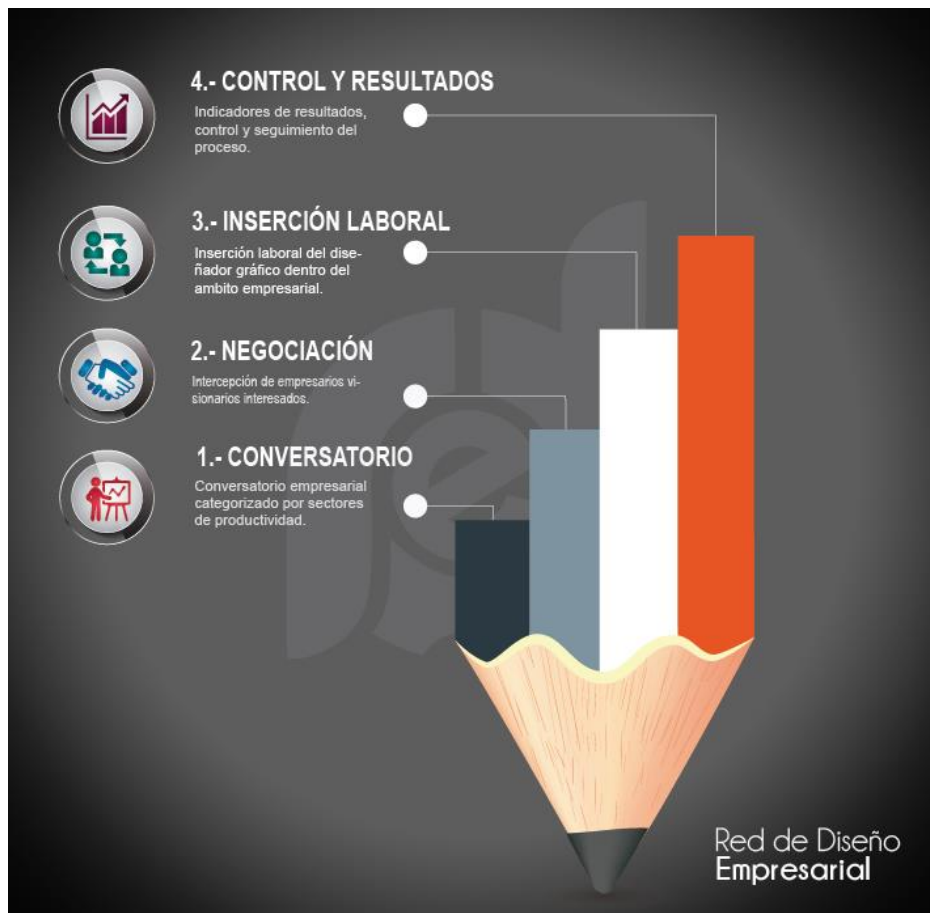 4.- CONTROL Y RESULTADOS
Indicadores de resultados,
control y seguimiento del
proceso.
3.- INSERCIÓN LABORAL
Inserción laboral del dise-
ñador gráfico dentro del
ambito empresarial.
2.- NEGOCIACIÓN
Intercepción de empresarios vi-
sionarios interesados.
1.- CONVERSATORIO
Conversatorio empresarial
categorizado por sectores
de productividad.
Red de Diseño
Empresarial